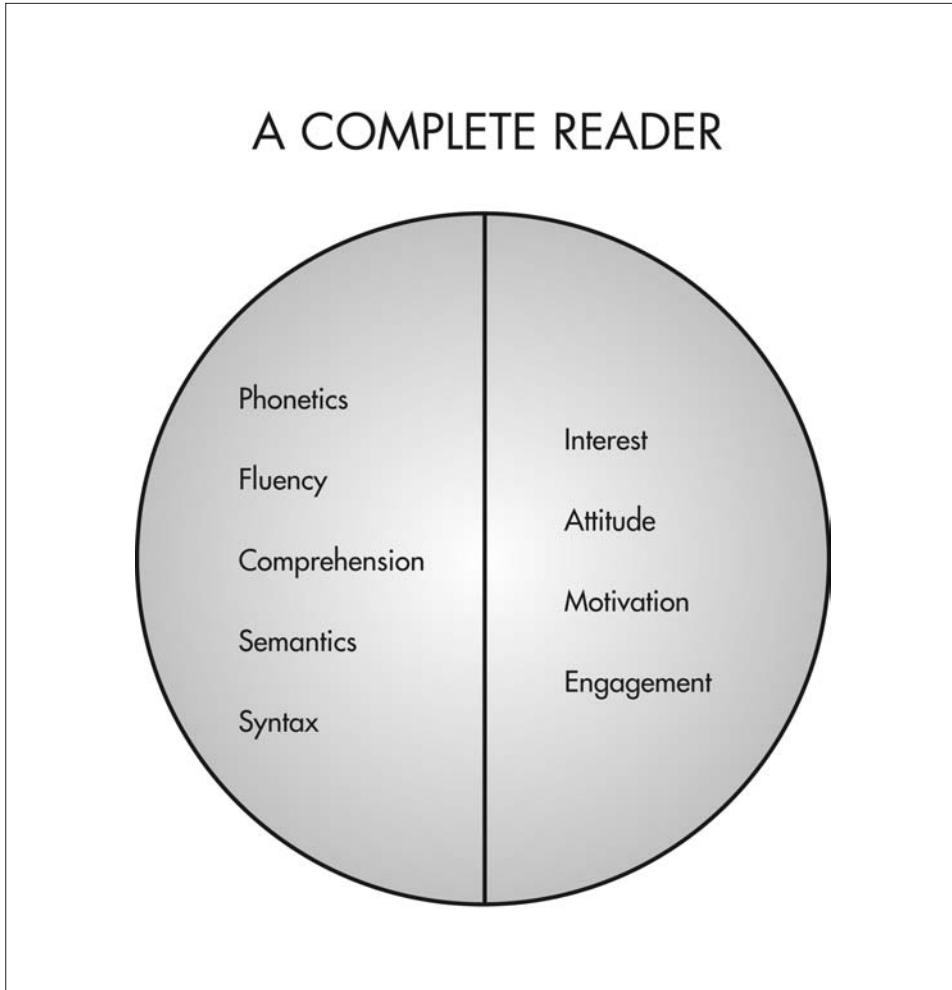 A COMPLETE READER
Phonetics
Fluency
Comprehension
Semantics
Syntax
Interest
Attitude
Motivation
Engagement